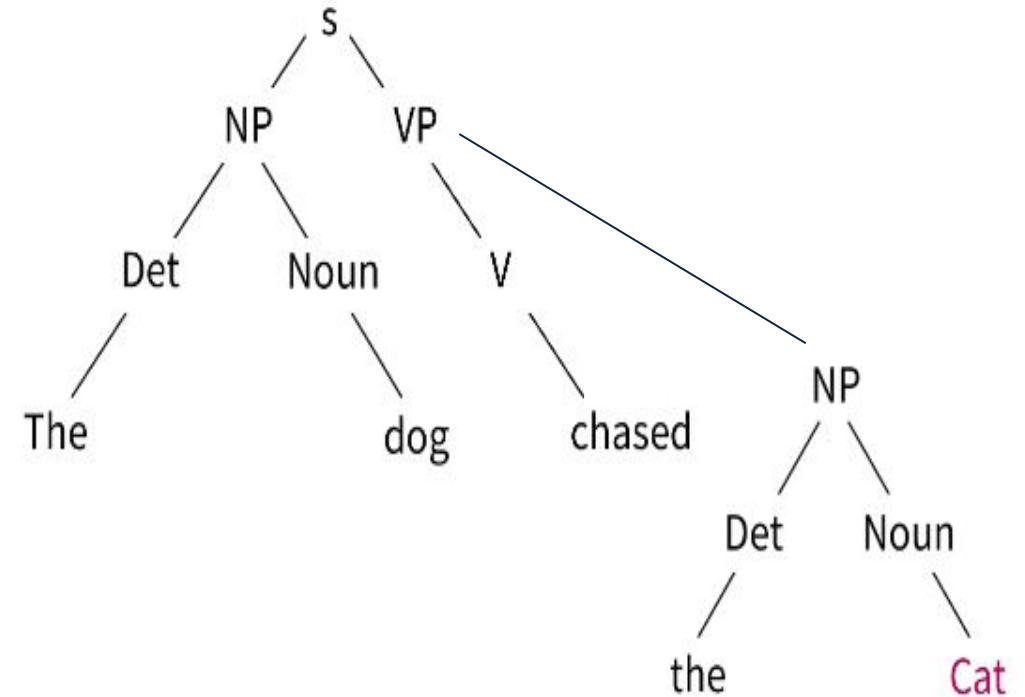 S
NP VP
Det Noun V
NP
The dog chased
Det Noun
the Cat